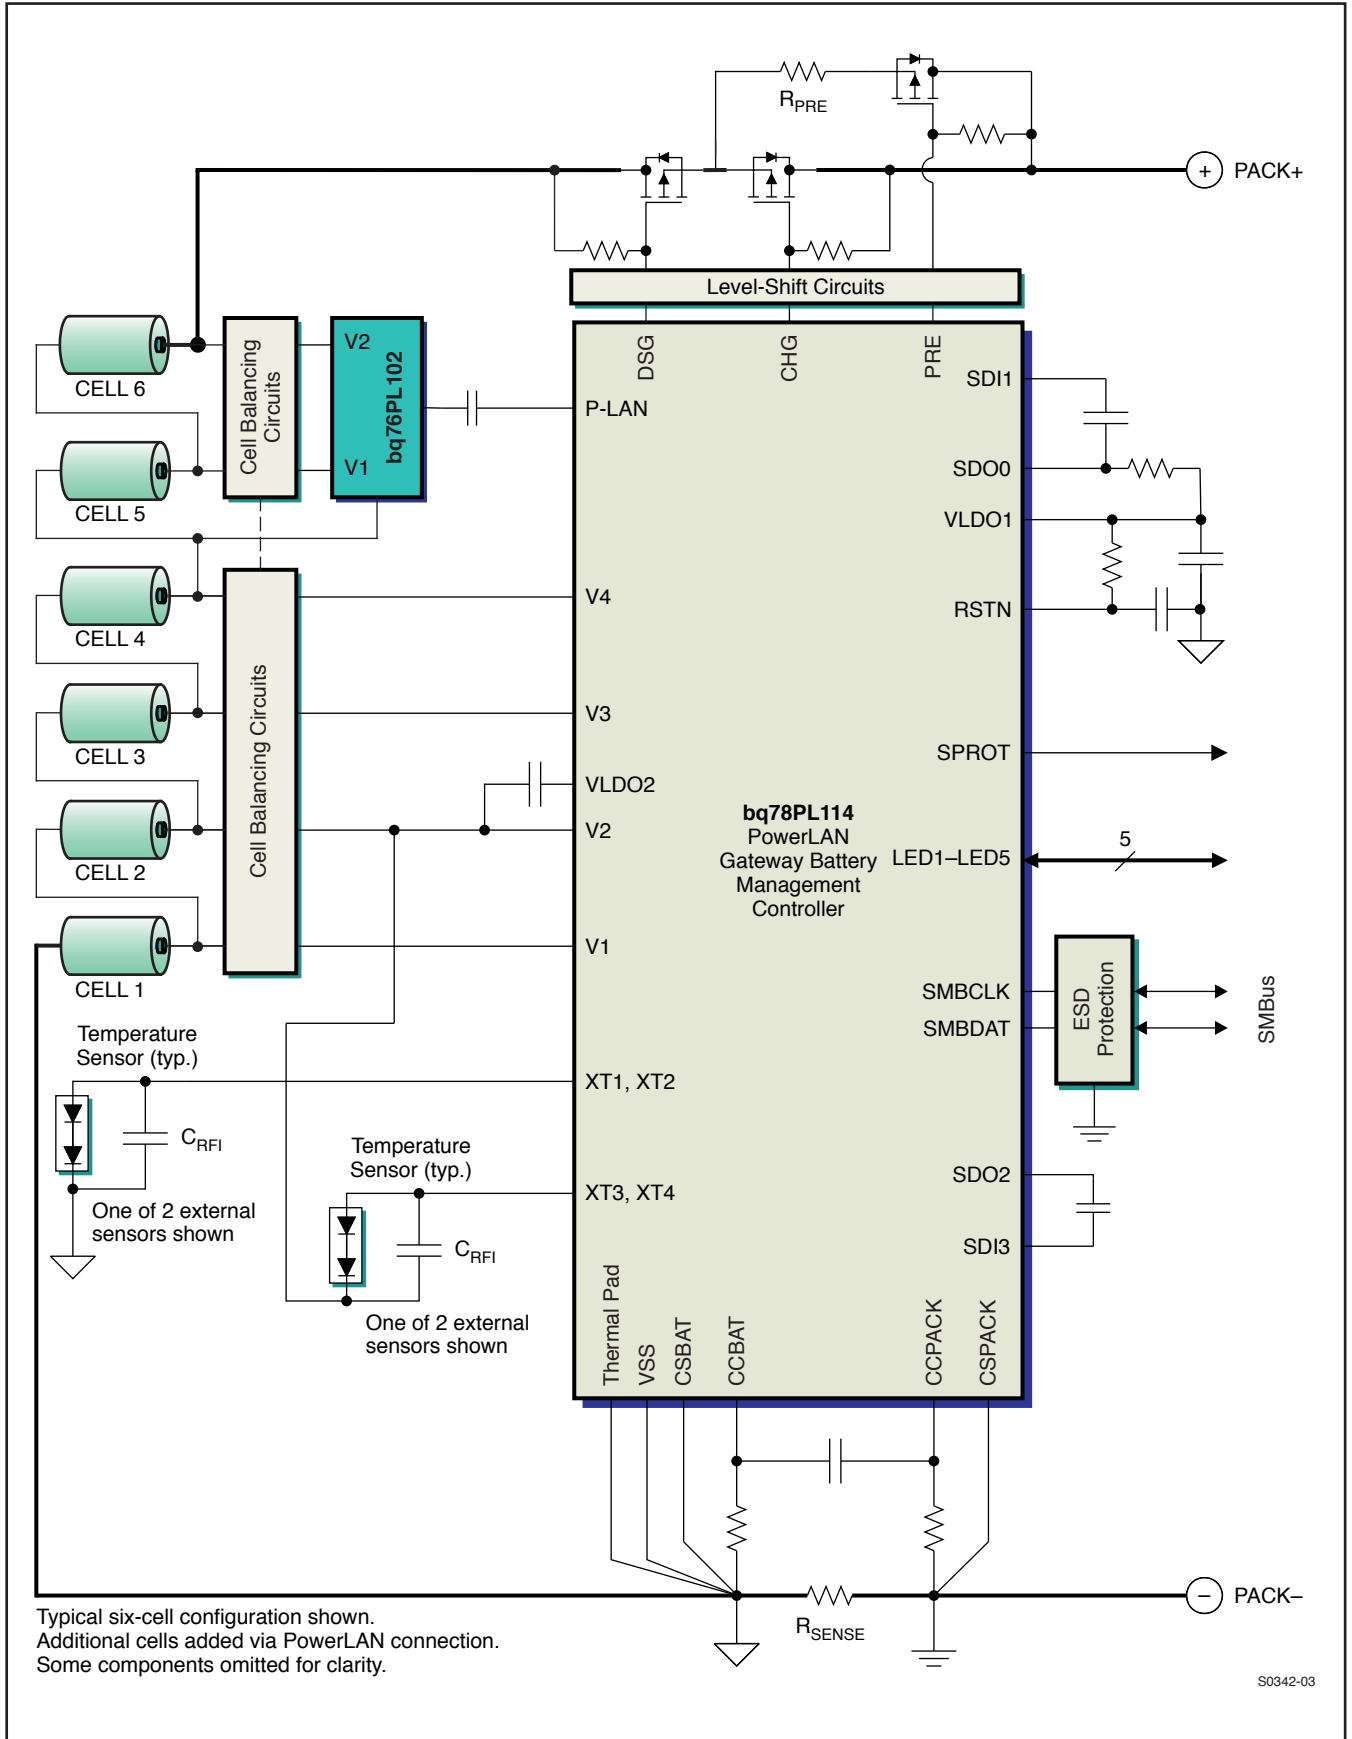 R_PRE
+
PACK+
Level-Shift Circuits
DSG
CHG
PRE
CELL 6
Cell Balancing
Circuits
V2
bq76PL102
V1
P-LAN
SDI1
CELL 5
SDO0
VLDO1
CELL 4
V4
RSTN
CELL 3
Cell Balancing Circuits
V3
SPROT
VLDO2
CELL 2
V2
bq78PL114
PowerLAN
Gateway Battery
Management
Controller
LED1–LED5
5
CELL 1
V1
SMBCLK
SMBDAT
ESD
Protection
SMBus
Temperature
Sensor (typ.)
XT1, XT2
C_RFI
One of 2 external
sensors shown
Temperature
Sensor (typ.)
XT3, XT4
C_RFI
One of 2 external
sensors shown
SDO2
SDI3
Thermal Pad
VSS
CSBAT
CCBAT
CCPACK
CSPACK
R_SENSE
–
PACK–
Typical six-cell configuration shown.
Additional cells added via PowerLAN connection.
Some components omitted for clarity.
S0342-03